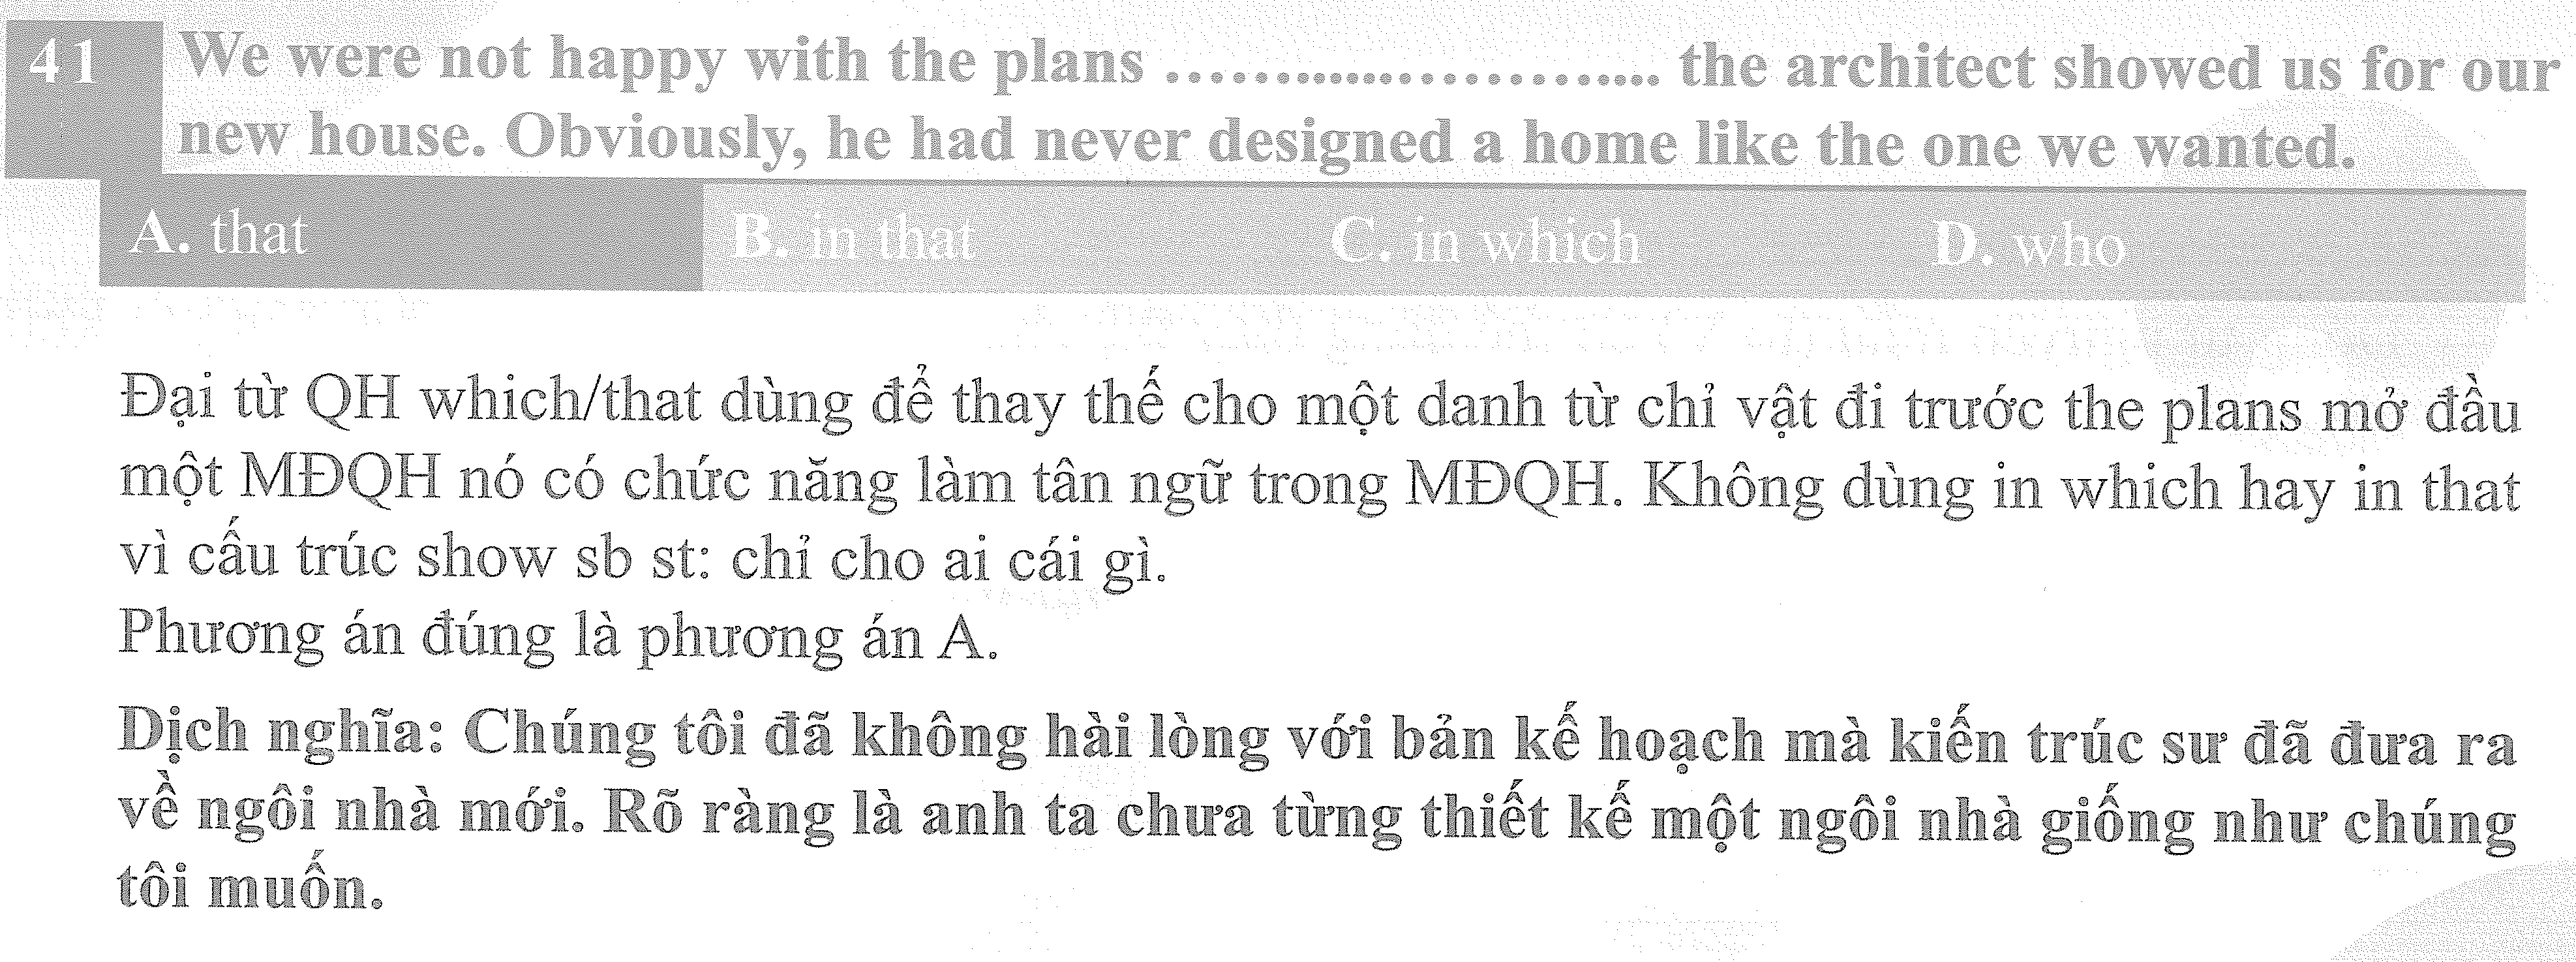 41 We were not happy with the plans ............................ the architect showed us for our
new house. Obviously, he had never designed a home like the one we wanted.
A. that B. in that C. in which D. who
Đại từ QH which/that dùng để thay thế cho một danh từ chỉ vật đi trước the plans mở đầu
một MĐQH nó có chức năng làm tân ngữ trong MĐQH. Không dùng in which hay in that
vì cấu trúc show sb st: chỉ cho ai cái gì.
Phương án đúng là phương án A.
Dịch nghĩa: Chúng tôi đã không hài lòng với bản kế hoạch mà kiến trúc sư đã đưa ra
về ngôi nhà mới. Rõ ràng là anh ta chưa từng thiết kế một ngôi nhà giống như chúng
tôi muốn.